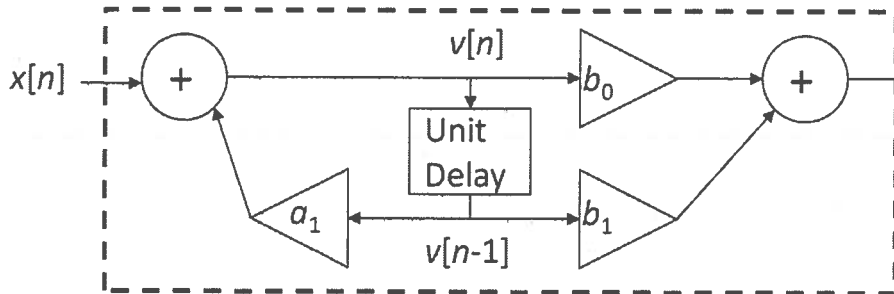 v[n]
x[n]
+
b₀
+
Unit
Delay
a₁
b₁
v[n-1]